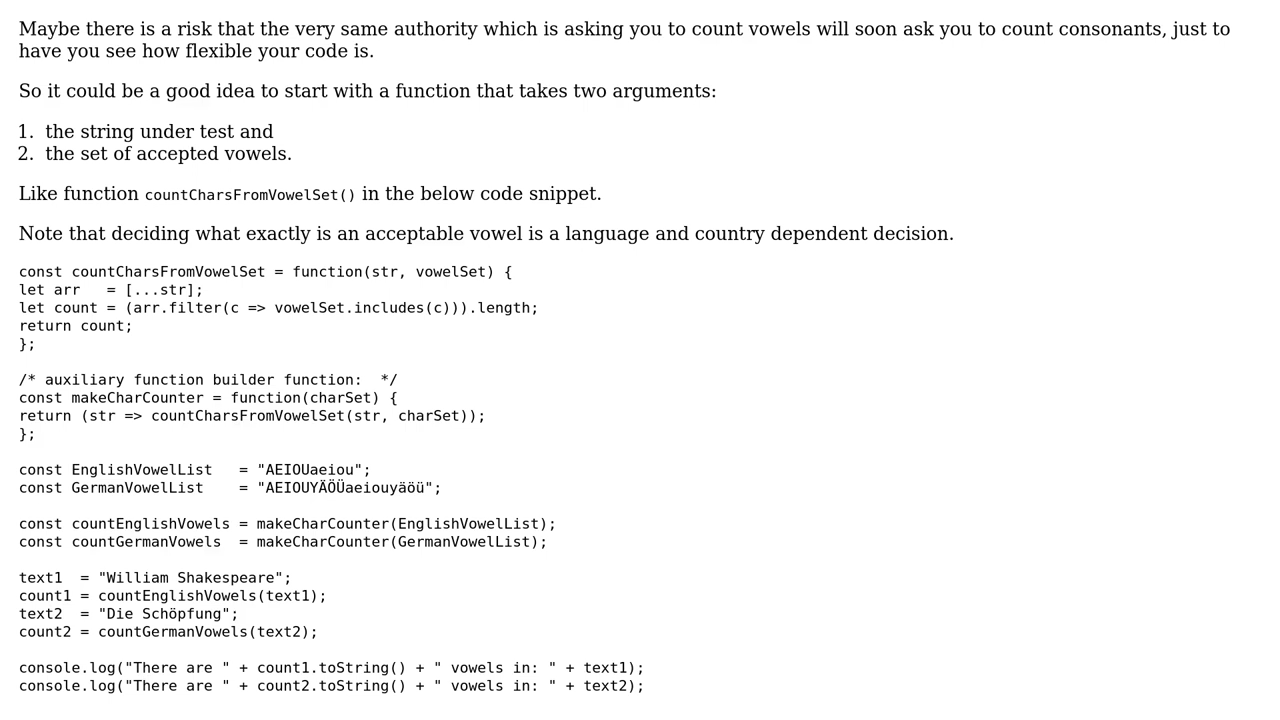 Maybe there is a risk that the very same authority which is asking you to count vowels will soon ask you to count consonants, just to
have you see how flexible your code is.
So it could be a good idea to start with a function that takes two arguments:
1. the string under test and
2. the set of accepted vowels.
Like function countCharsFromVowelSet() in the below code snippet.
Note that deciding what exactly is an acceptable vowel is a language and country dependent decision.
const countCharsFromVowelSet = function(str, vowelSet) {
let arr   = [...str];
let count = (arr.filter(c => vowelSet.includes(c))).length;
return count;
};
/* auxiliary function builder function:  */
const makeCharCounter = function(charSet) {
return (str => countCharsFromVowelSet(str, charSet));
};
const EnglishVowelList   = "AEIOUaeiou";
const GermanVowelList    = "AEIOUYÄÖÜaeiouyäöü";
const countEnglishVowels = makeCharCounter(EnglishVowelList);
const countGermanVowels  = makeCharCounter(GermanVowelList);
text1  = "William Shakespeare";
count1 = countEnglishVowels(text1);
text2  = "Die Schöpfung";
count2 = countGermanVowels(text2);
console.log("There are " + count1.toString() + " vowels in: " + text1);
console.log("There are " + count2.toString() + " vowels in: " + text2);